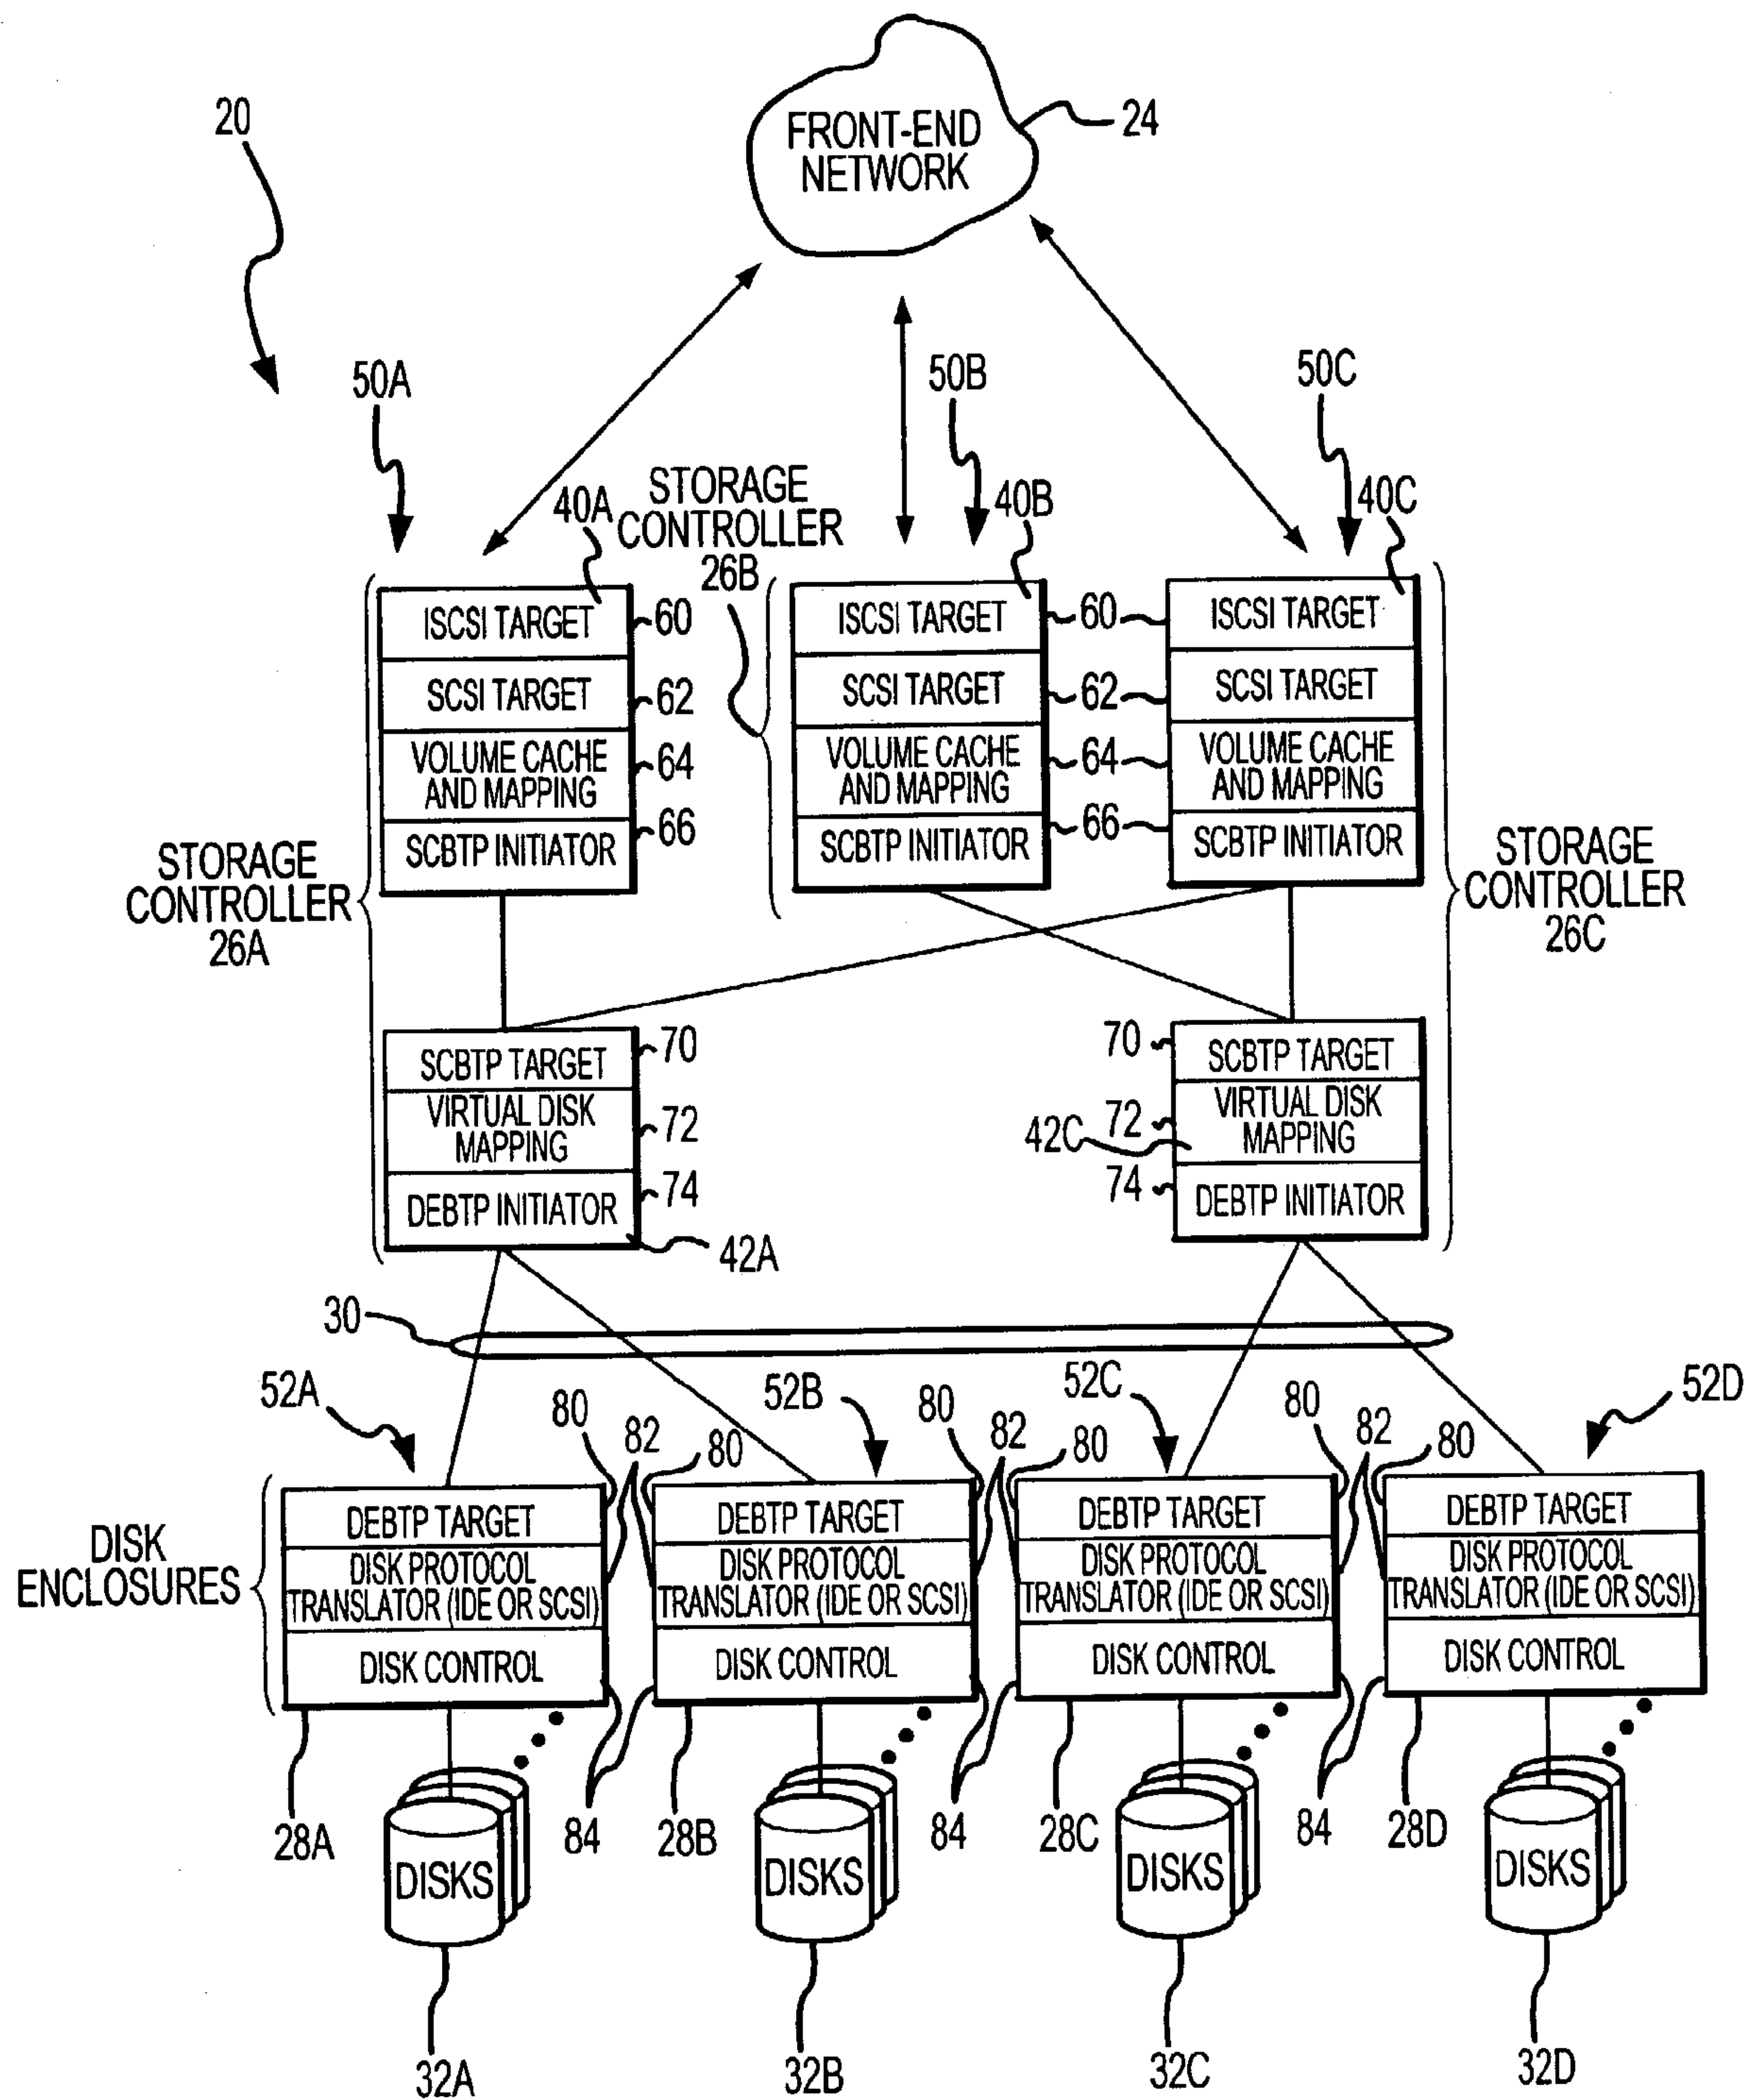 20
FRONT-END
NETWORK
24
50A
50B
50C
STORAGE
CONTROLLER
26B
40A
40B
40C
ISCSI TARGET
60
SCSI TARGET
62
VOLUME CACHE
AND MAPPING
64
SCBTP INITIATOR
66
ISCSI TARGET
60
SCSI TARGET
62
VOLUME CACHE
AND MAPPING
64
SCBTP INITIATOR
66
ISCSI TARGET
SCSI TARGET
VOLUME CACHE
AND MAPPING
SCBTP INITIATOR
STORAGE
CONTROLLER
26A
STORAGE
CONTROLLER
26C
SCBTP TARGET
70
VIRTUAL DISK
MAPPING
72
DEBTP INITIATOR
74
42A
70
SCBTP TARGET
72
VIRTUAL DISK
MAPPING
42C
74
DEBTP INITIATOR
30
52A
80
82
80
52B
80
82
80
52C
80
82
80
52D
DISK
ENCLOSURES
DEBTP TARGET
DISK PROTOCOL
TRANSLATOR (IDE OR SCSI)
DISK CONTROL
DEBTP TARGET
DISK PROTOCOL
TRANSLATOR (IDE OR SCSI)
DISK CONTROL
DEBTP TARGET
DISK PROTOCOL
TRANSLATOR (IDE OR SCSI)
DISK CONTROL
DEBTP TARGET
DISK PROTOCOL
TRANSLATOR (IDE OR SCSI)
DISK CONTROL
28A
84
28B
84
28C
84
28D
DISKS
DISKS
DISKS
DISKS
32A
32B
32C
32D